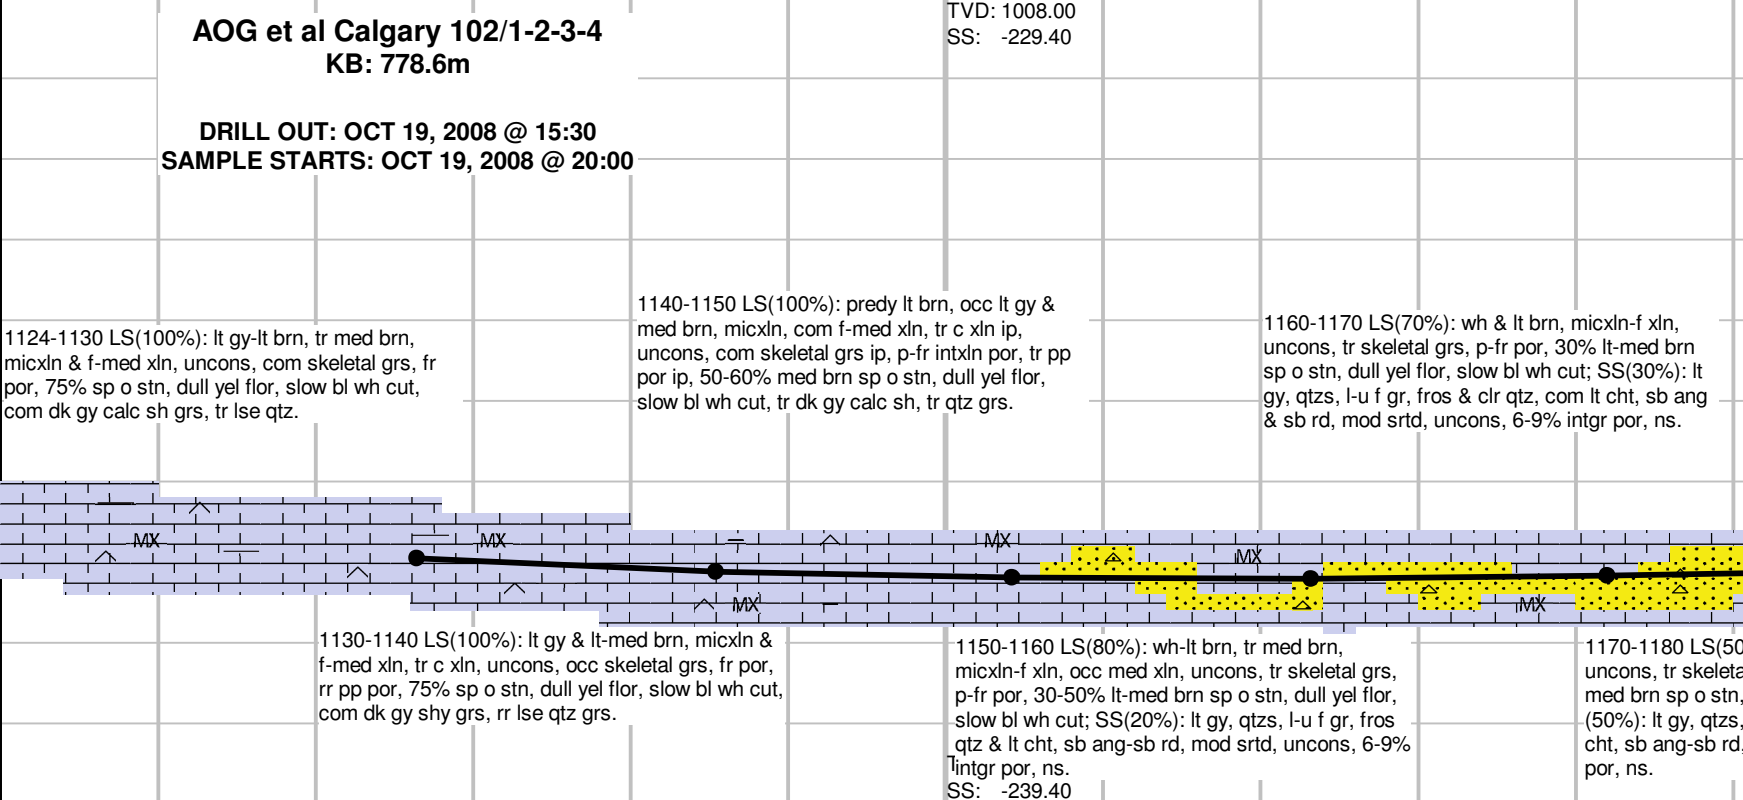 AOG et al Calgary 102/1-2-3-4
KB: 778.6m
DRILL OUT: OCT 19, 2008 @ 15:30
SAMPLE STARTS: OCT 19, 2008 @ 20:00
TVD: 1008.00
SS: -229.40
1124-1130 LS(100%): lt gy-lt brn, tr med brn,
micxln & f-med xln, uncons, com skeletal grs, fr
por, 75% sp o stn, dull yel flor, slow bl wh cut,
com dk gy calc sh grs, tr lse qtz.
1140-1150 LS(100%): predy lt brn, occ lt gy &
med brn, micxln, com f-med xln, tr c xln ip,
uncons, com skeletal grs ip, p-fr intxln por, tr pp
por ip, 50-60% med brn sp o stn, dull yel flor,
slow bl wh cut, tr dk gy calc sh, tr qtz grs.
1160-1170 LS(70%): wh & lt brn, micxln-f xln,
uncons, tr skeletal grs, p-fr por, 30% lt-med brn
sp o stn, dull yel flor, slow bl wh cut; SS(30%): lt
gy, qtzs, l-u f gr, fros & clr qtz, com lt cht, sb ang
& sb rd, mod srtd, uncons, 6-9% intgr por, ns.
MX
MX
MX
MX
MX
MX
1130-1140 LS(100%): lt gy & lt-med brn, micxln &
f-med xln, tr c xln, uncons, occ skeletal grs, fr por,
rr pp por, 75% sp o stn, dull yel flor, slow bl wh cut,
com dk gy shy grs, rr lse qtz grs.
1150-1160 LS(80%): wh-lt brn, tr med brn,
micxln-f xln, occ med xln, uncons, tr skeletal grs,
p-fr por, 30-50% lt-med brn sp o stn, dull yel flor,
slow bl wh cut; SS(20%): lt gy, qtzs, l-u f gr, fros
qtz & lt cht, sb ang-sb rd, mod srtd, uncons, 6-9%
intgr por, ns.
SS: -239.40
1170-1180 LS(50
uncons, tr skeleta
med brn sp o stn,
(50%): lt gy, qtzs,
cht, sb ang-sb rd,
por, ns.